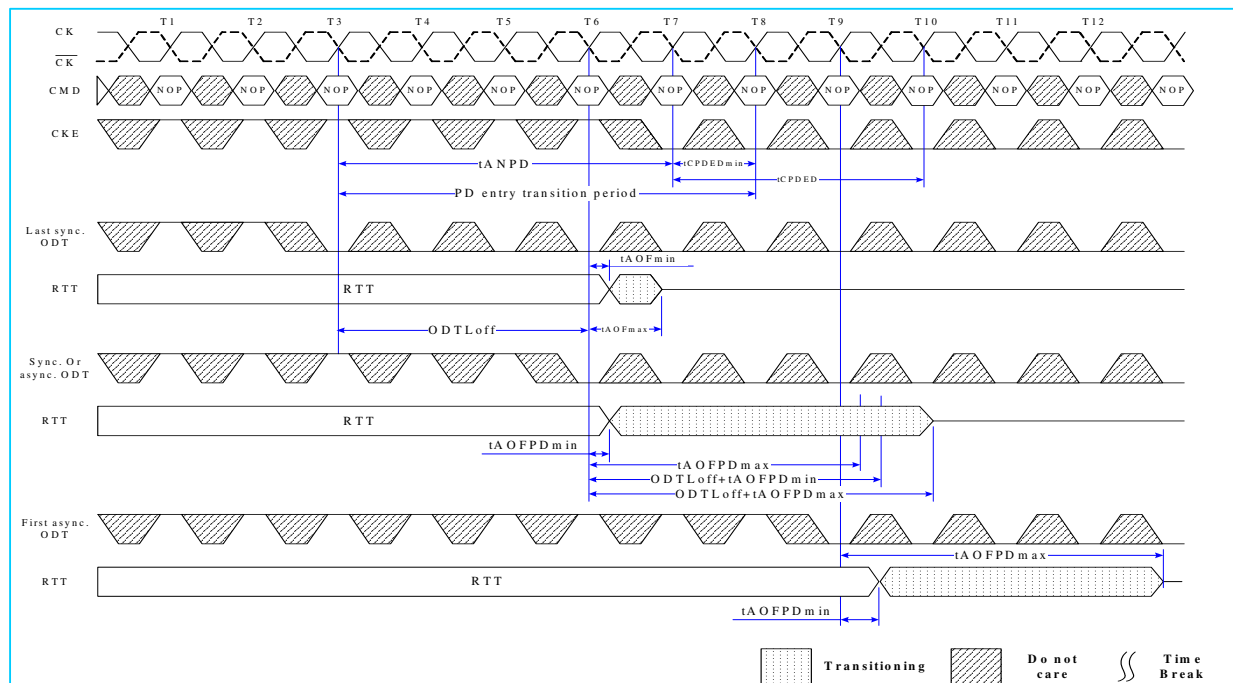 T1 T2 T3 T4 T5 T6 T7 T8 T9 T10 T11 T12
CK
CK
CMD NOP NOP NOP NOP NOP NOP NOP NOP NOP NOP NOP NOP NOP
CKE
tANPD tCPDEDmin
tCPDED
PD entry transition period
Last sync.
ODT
tAOFmin
RTT RTT
ODTLoff tAOFmax
Sync. Or
async. ODT
RTT RTT
tAOFPDmin
tAOFPDmax
ODTLoff+tAOFPDmin
ODTLoff+tAOFPDmax
First async.
ODT
tAOFPDmax
RTT RTT
tAOFPDmin
Transitioning Do not care Time Break